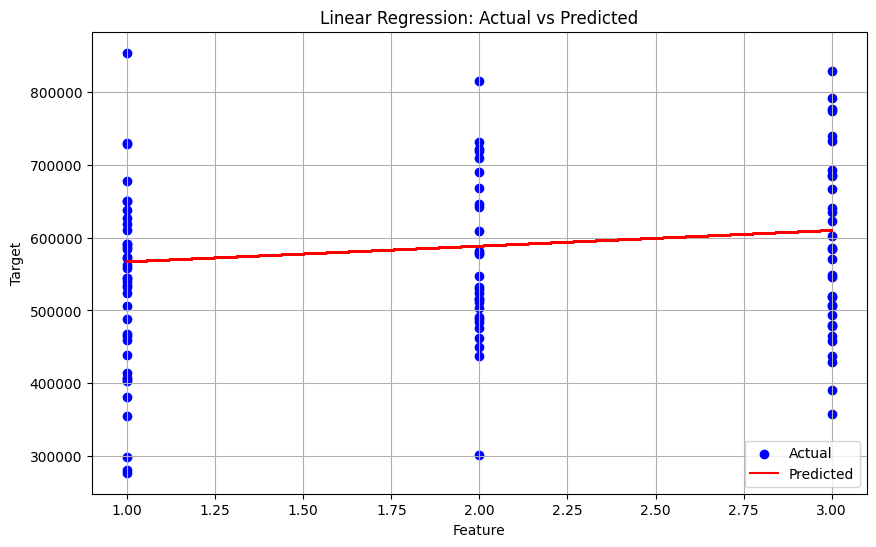 Linear Regression: Actual vs Predicted
800000
700000
600000
500000
400000
300000
Target
1.00 1.25 1.50 1.75 2.00 2.25 2.50 2.75 3.00
Feature
Actual
Predicted